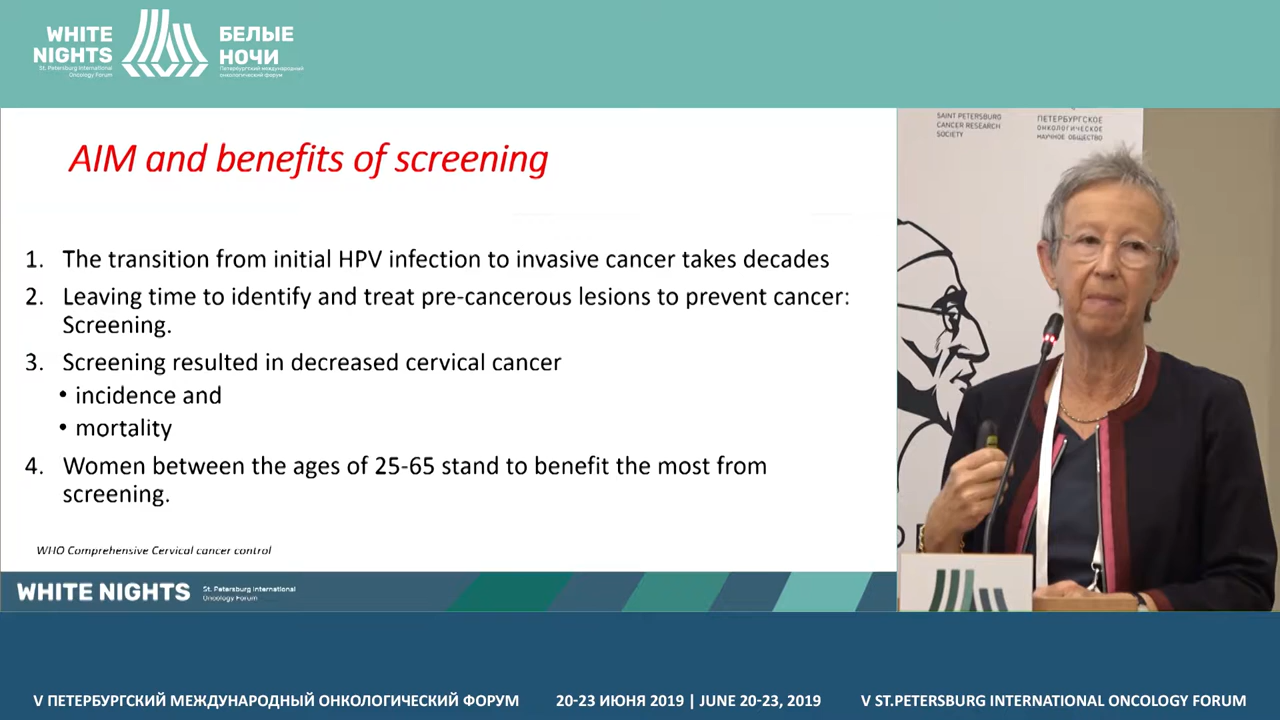 WHITE
NIGHTS
St. Petersburg International
Oncology Forum
БЕЛЫЕ
НОЧИ
Петербургский международный
онкологический форум
AIM and benefits of screening
1. The transition from initial HPV infection to invasive cancer takes decades
2. Leaving time to identify and treat pre-cancerous lesions to prevent cancer:
Screening.
3. Screening resulted in decreased cervical cancer
• incidence and
• mortality
4. Women between the ages of 25-65 stand to benefit the most from
screening.
WHO Comprehensive Cervical cancer control
WHITE NIGHTS
St. Petersburg International
Oncology Forum
SAINT PETERSBURG
CANCER RESEARCH
SOCIETY
ПЕТЕРБУРГСКОЕ
ОНКОЛОГИЧЕСКОЕ
НАУЧНОЕ ОБЩЕСТВО
V ПЕТЕРБУРГСКИЙ МЕЖДУНАРОДНЫЙ ОНКОЛОГИЧЕСКИЙ ФОРУМ
20-23 ИЮНЯ 2019 | JUNE 20-23, 2019
V ST.PETERSBURG INTERNATIONAL ONCOLOGY FORUM